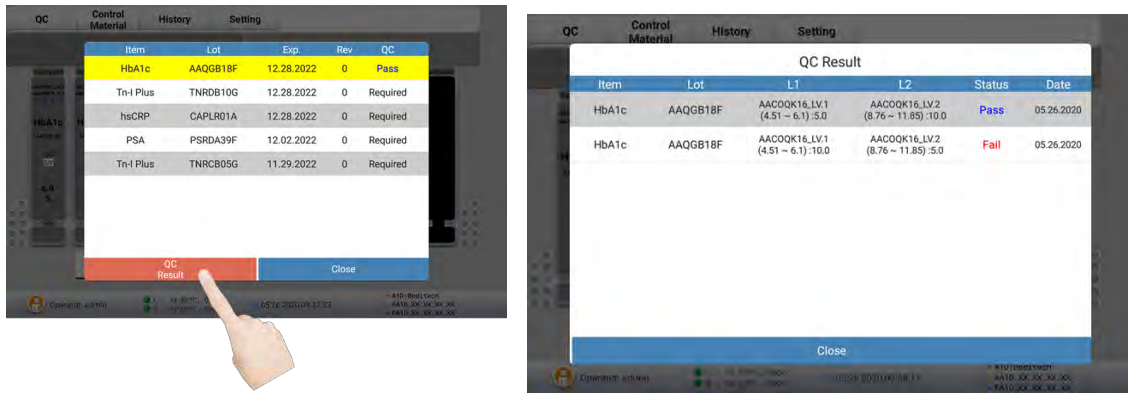 QC Control Material History Setting
Item Lot Exp. Rev QC
HbA1c AAQGB18F 12.28.2022 0 Pass
Tn-I Plus TNRDB10G 12.28.2022 0 Required
hsCRP CAPLR01A 12.28.2022 0 Required
PSA PSRDA39F 12.02.2022 0 Required
Tn-I Plus TNRCB05G 11.29.2022 0 Required
QC
Result
Close
Operator: admin
QC Control Material History Setting
QC Result
Item Lot L1 L2 Status Date
HbA1c AAQGB18F AACOQK16_LV.1 AACOQK16_LV.2 Pass 05.26.2020
(4.51 ~ 6.1) :5.0 (8.76 ~ 11.85) :10.0
HbA1c AAQGB18F AACOQK16_LV.1 AACOQK16_LV.2 Fail 05.26.2020
(4.51 ~ 6.1) :10.0 (8.76 ~ 11.85) :5.0
Close
Operator: admin